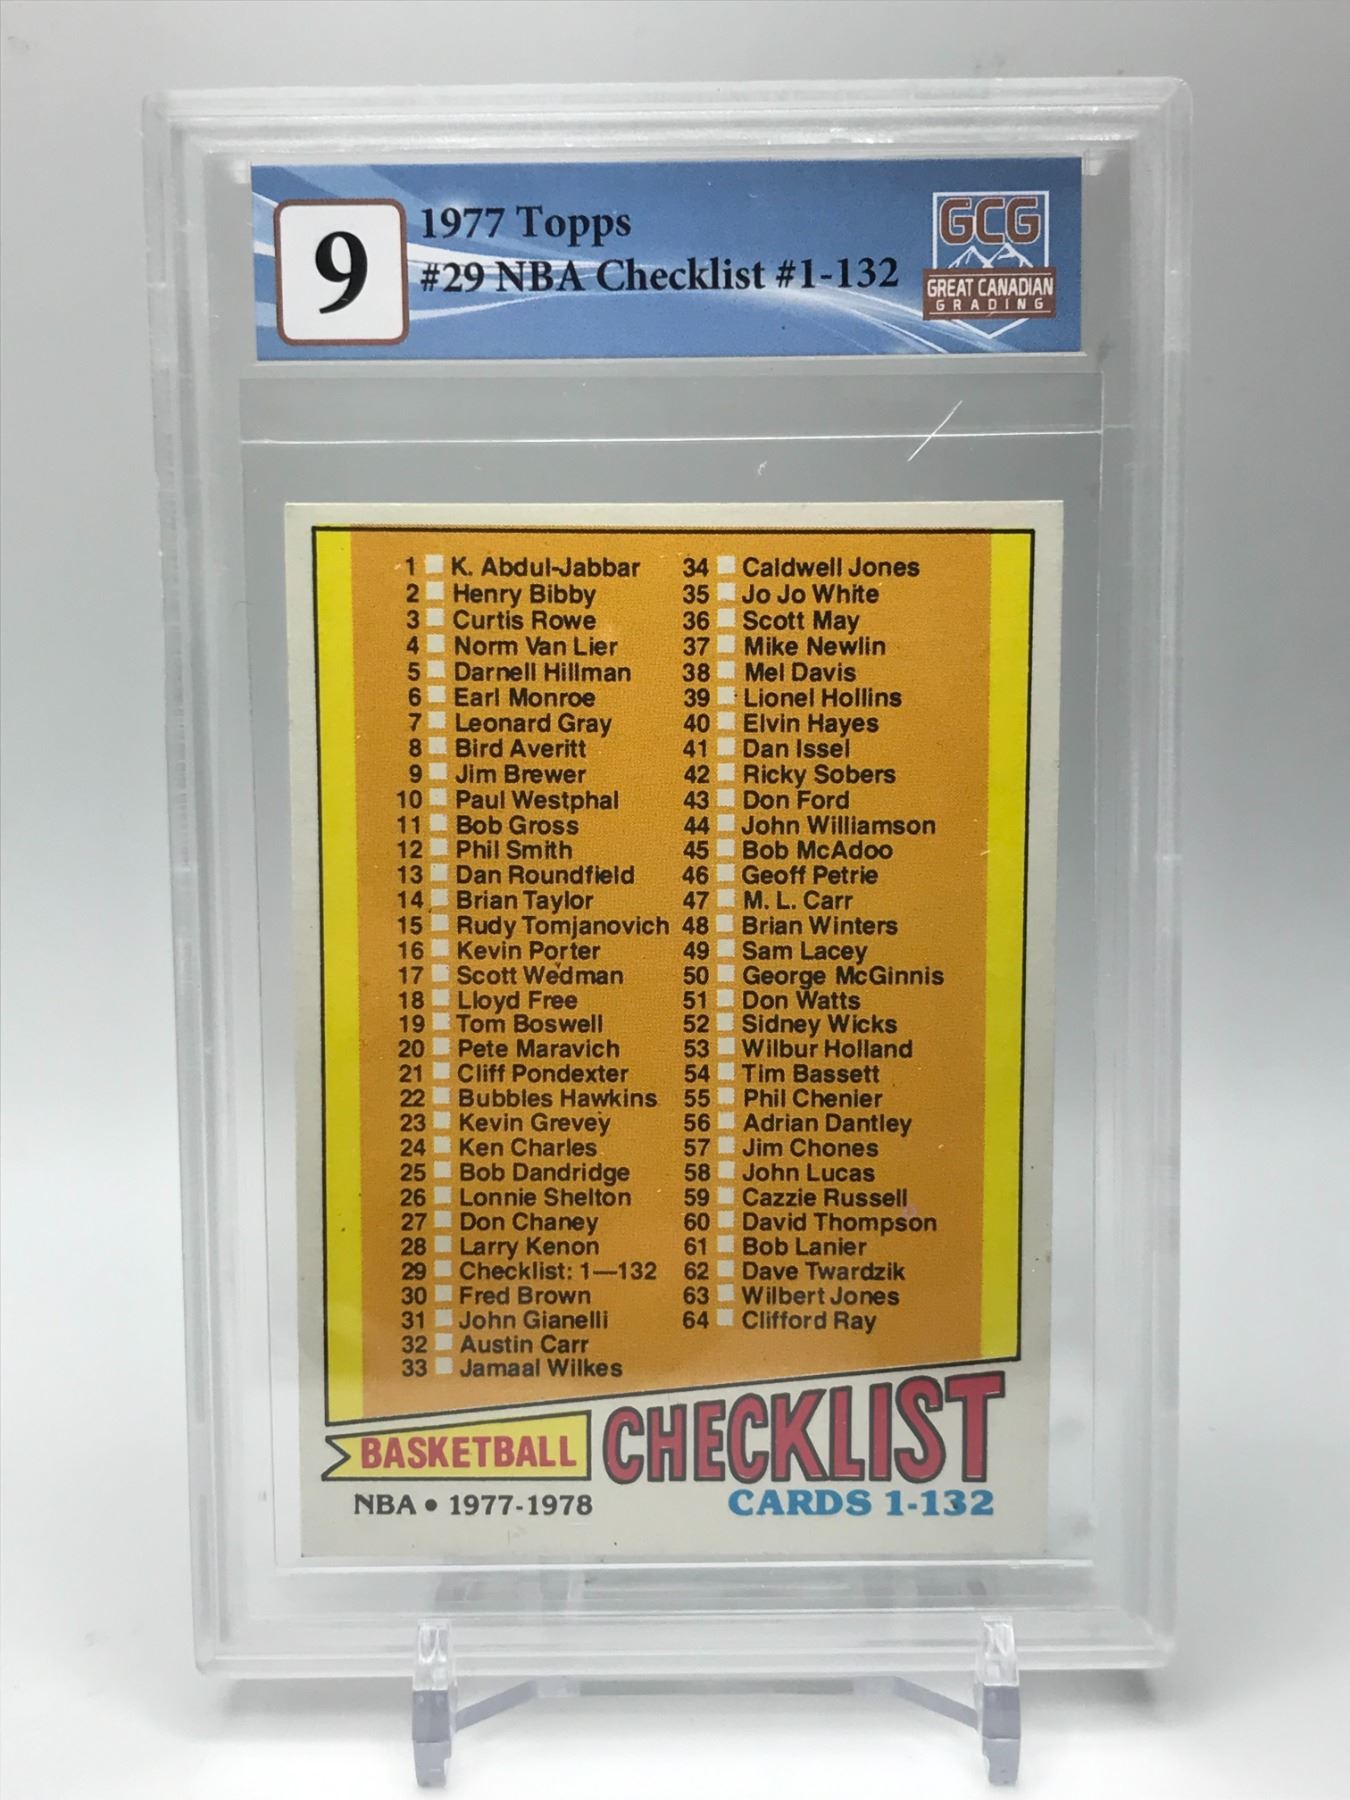 9
1977 Topps
#29 NBA Checklist #1-132
GCG
GREAT CANADIAN
GRADING
1 K. Abdul-Jabbar
2 Henry Bibby
3 Curtis Rowe
4 Norm Van Lier
5 Darnell Hillman
6 Earl Monroe
7 Leonard Gray
8 Bird Averitt
9 Jim Brewer
10 Paul Westphal
11 Bob Gross
12 Phil Smith
13 Dan Roundfield
14 Brian Taylor
15 Rudy Tomjanovich
16 Kevin Porter
17 Scott Wedman
18 Lloyd Free
19 Tom Boswell
20 Pete Maravich
21 Cliff Pondexter
22 Bubbles Hawkins
23 Kevin Grevey
24 Ken Charles
25 Bob Dandridge
26 Lonnie Shelton
27 Don Chaney
28 Larry Kenon
29 Checklist: 1—132
30 Fred Brown
31 John Gianelli
32 Austin Carr
33 Jamaal Wilkes
34 Caldwell Jones
35 Jo Jo White
36 Scott May
37 Mike Newlin
38 Mel Davis
39 Lionel Hollins
40 Elvin Hayes
41 Dan Issel
42 Ricky Sobers
43 Don Ford
44 John Williamson
45 Bob McAdoo
46 Geoff Petrie
47 M. L. Carr
48 Brian Winters
49 Sam Lacey
50 George McGinnis
51 Don Watts
52 Sidney Wicks
53 Wilbur Holland
54 Tim Bassett
55 Phil Chenier
56 Adrian Dantley
57 Jim Chones
58 John Lucas
59 Cazzie Russell
60 David Thompson
61 Bob Lanier
62 Dave Twardzik
63 Wilbert Jones
64 Clifford Ray
BASKETBALL CHECKLIST
NBA • 1977-1978 CARDS 1-132